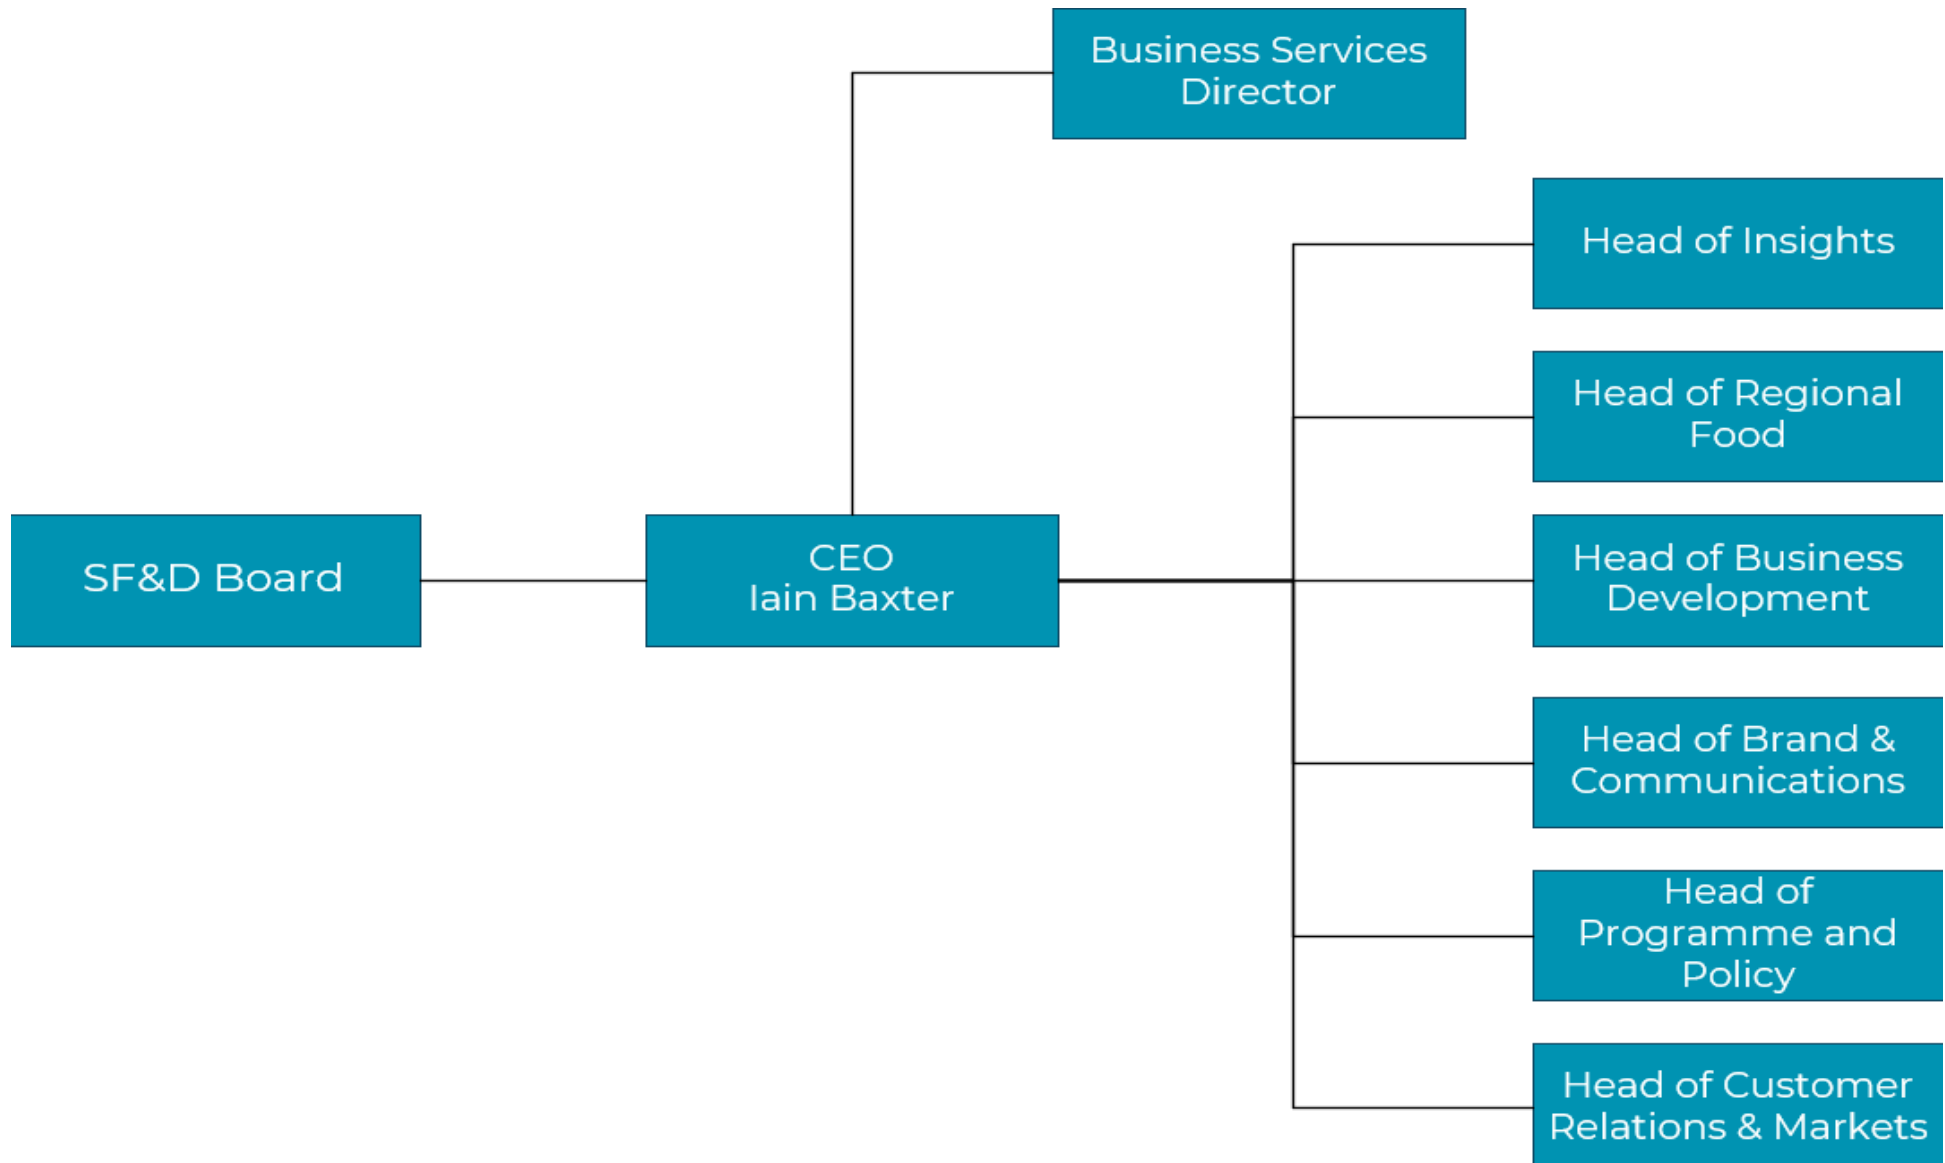 Business Services
Director
Head of Insights
Head of Regional
Food
SF&D Board
CEO
Iain Baxter
Head of Business
Development
Head of Brand &
Communications
Head of
Programme and
Policy
Head of Customer
Relations & Markets